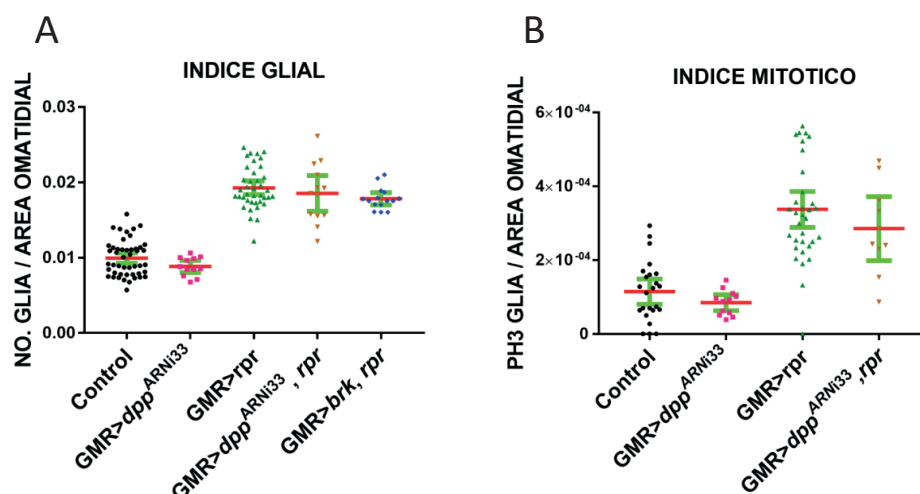 A
INDICE GLIAL
NO. GLIA / AREA OMATIDIAL
0.03
0.02
0.01
0.00
Control
GMR>dpp^ARNi33
GMR>rpr
GMR>dpp^ARNi33, rpr
GMR>brk, rpr
B
INDICE MITOTICO
PH3 GLIA / AREA OMATIDIAL
6×10^-04
4×10^-04
2×10^-04
0
Control
GMR>dpp^ARNi33
GMR>rpr
GMR>dpp^ARNi33,rpr